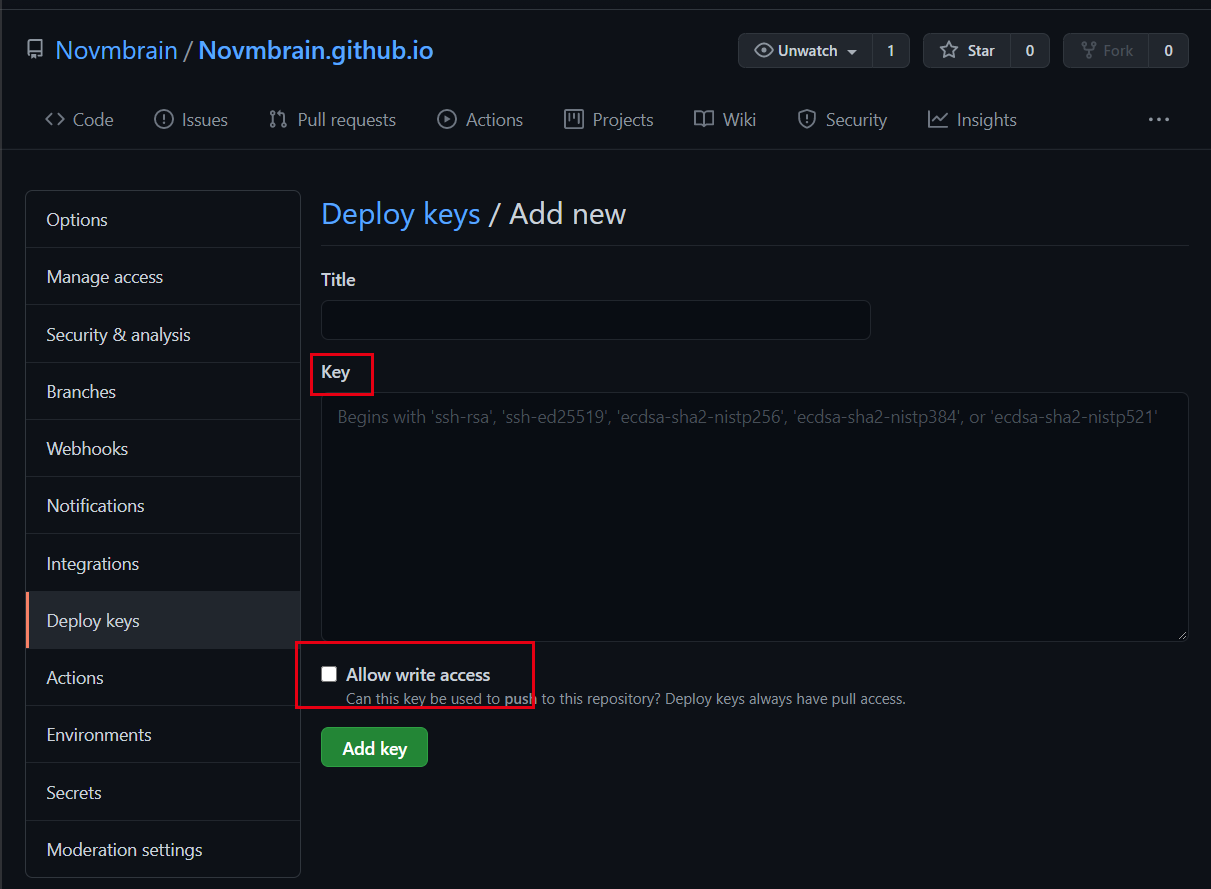 Novmbrain / Novmbrain.github.io
Unwatch 1 Star 0 Fork 0
Code Issues Pull requests Actions Projects Wiki Security Insights ...
Options
Manage access
Security & analysis
Branches
Webhooks
Notifications
Integrations
Deploy keys
Actions
Environments
Secrets
Moderation settings
Deploy keys / Add new
Title
Key
Begins with 'ssh-rsa', 'ssh-ed25519', 'ecdsa-sha2-nistp256', 'ecdsa-sha2-nistp384', or 'ecdsa-sha2-nistp521'
Allow write access
Can this key be used to push to this repository? Deploy keys always have pull access.
Add key